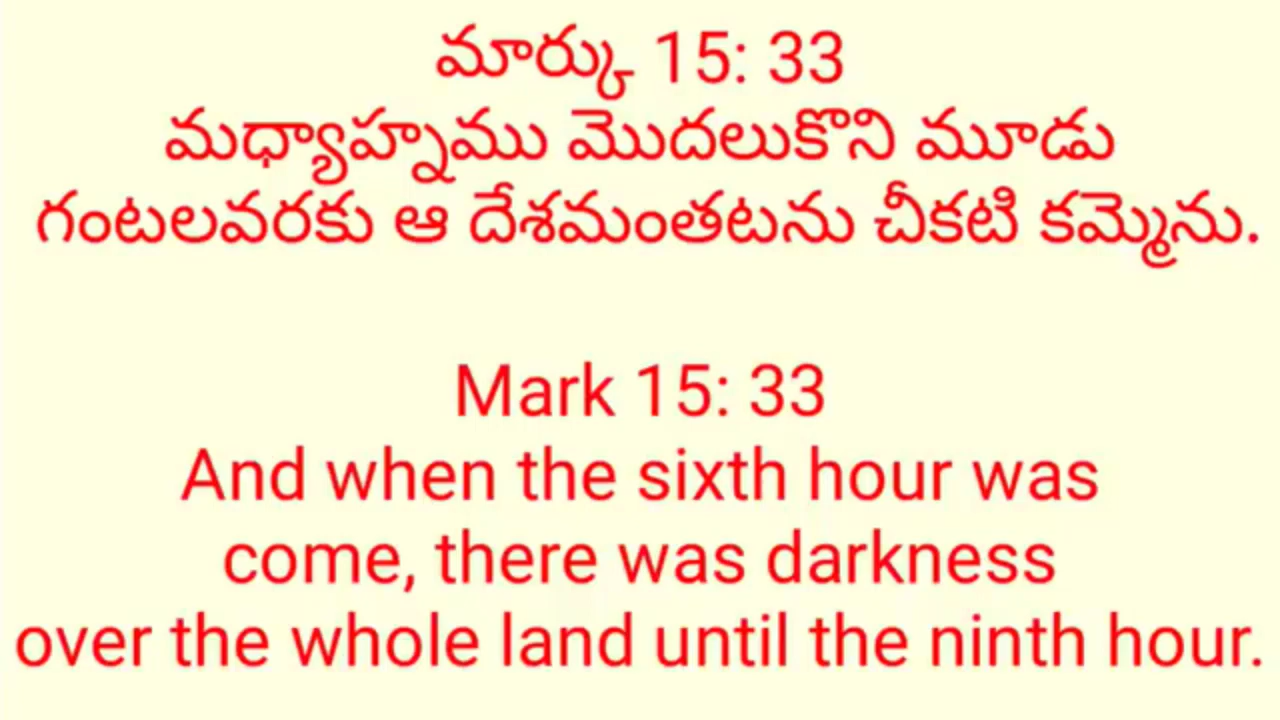 మార్కు 15: 33
మధ్యాహ్నము మొదలుకొని మూడు
గంటలవరకు ఆ దేశమంతటను చీకటి కమ్మెను.
Mark 15: 33
And when the sixth hour was
come, there was darkness
over the whole land until the ninth hour.